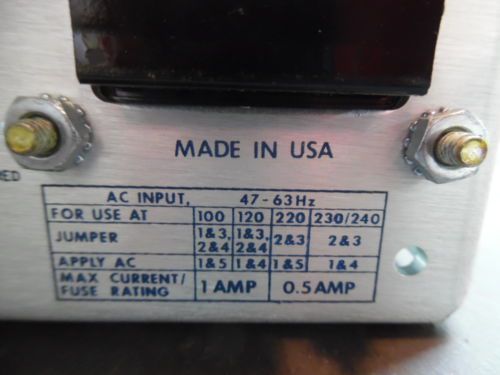 MADE IN USA
RED
AC INPUT, 47-63Hz
FOR USE AT 100 120 220 230/240
JUMPER 1&3, 2&4 1&3, 2&4 2&3 2&3
APPLY AC 1&5 1&4 1&5 1&4
MAX CURRENT/ FUSE RATING 1 AMP 0.5 AMP